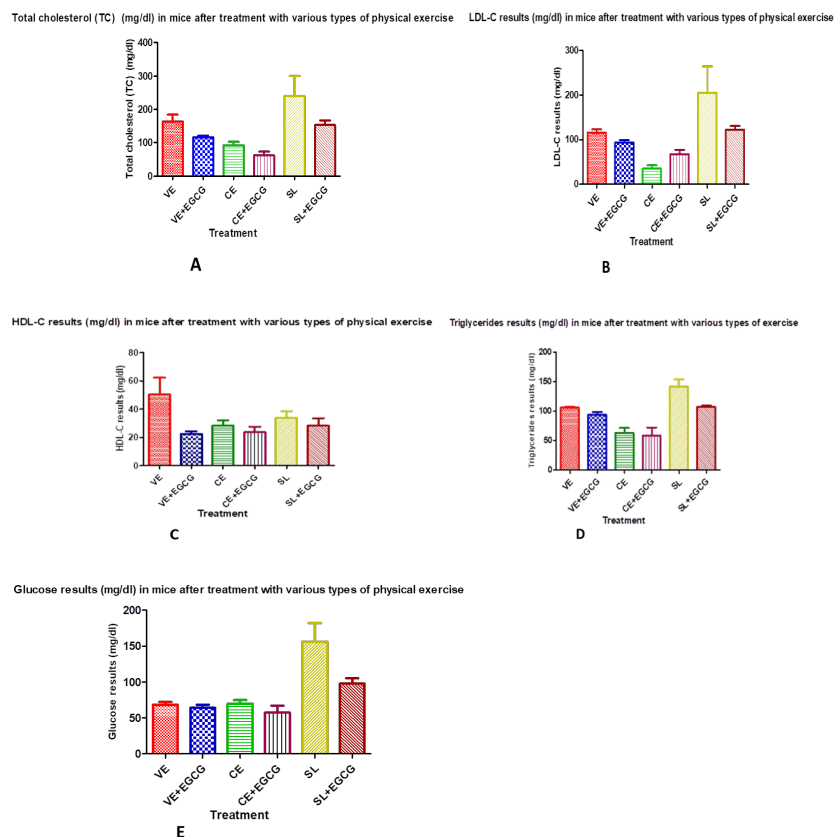 Total cholesterol (TC) (mg/dl) in mice after treatment with various types of physical exercise
Total cholesterol (TC) (mg/dl)
400
300
200
100
0
VE
VE+EGCG
CE
CE+EGCG
SL
SL+EGCG
Treatment
A
LDL-C results (mg/dl) in mice after treatment with various types of physical exercise
LDL-C results (mg/dl)
300
200
100
0
VE
VE+EGCG
CE
CE+EGCG
SL
SL+EGCG
Treatment
B
HDL-C results (mg/dl) in mice after treatment with various types of physical exercise
HDL-C results (mg/dl)
80
60
40
20
0
VE
VE+EGCG
CE
CE+EGCG
SL
SL+EGCG
Treatment
C
Triglycerides results (mg/dl) in mice after treatment with various types of exercise
Triglycerides results (mg/dl)
200
150
100
50
0
VE
VE+EGCG
CE
CE+EGCG
SL
SL+EGCG
Treatment
D
Glucose results (mg/dl) in mice after treatment with various types of physical exercise
Glucose results (mg/dl)
200
150
100
50
0
VE
VE+EGCG
CE
CE+EGCG
SL
SL+EGCG
Treatment
E